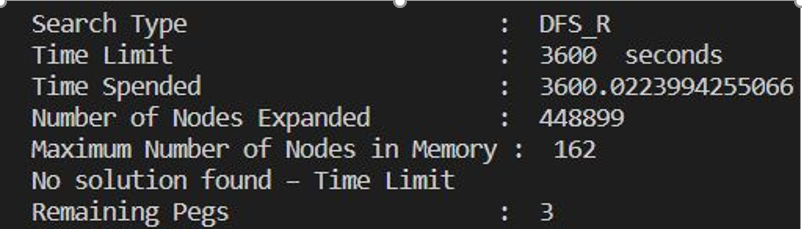 Search Type : DFS_R
Time Limit : 3600 seconds
Time Spended : 3600.0223994255066
Number of Nodes Expanded : 448899
Maximum Number of Nodes in Memory : 162
No solution found – Time Limit
Remaining Pegs : 3